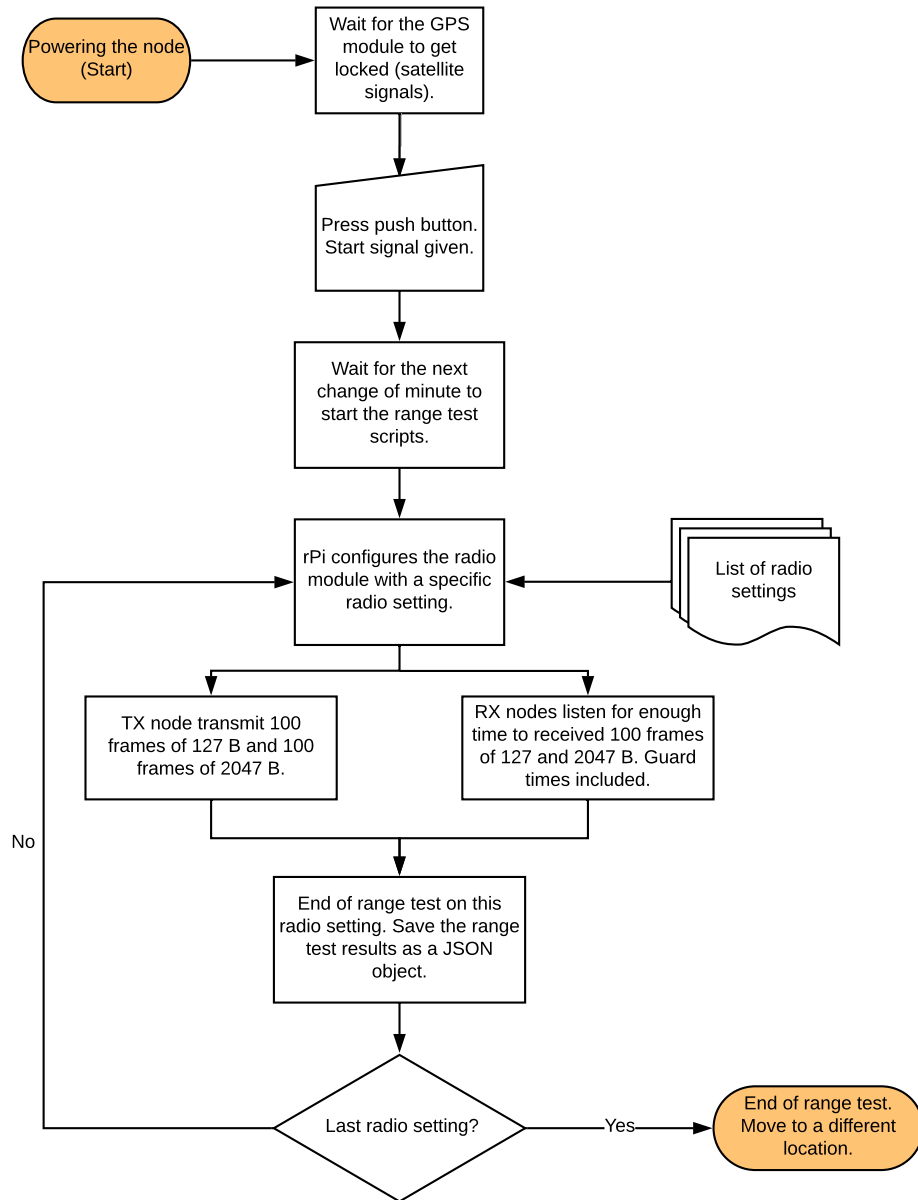 Powering the node
(Start)
Wait for the GPS
module to get
locked (satellite
signals).
Press push button.
Start signal given.
Wait for the next
change of minute to
start the range test
scripts.
rPi configures the radio
module with a specific
radio setting.
List of radio
settings
TX node transmit 100
frames of 127 B and 100
frames of 2047 B.
RX nodes listen for enough
time to received 100 frames
of 127 and 2047 B. Guard
times included.
No
End of range test on this
radio setting. Save the range
test results as a JSON
object.
Last radio setting?
Yes
End of range test.
Move to a different
location.